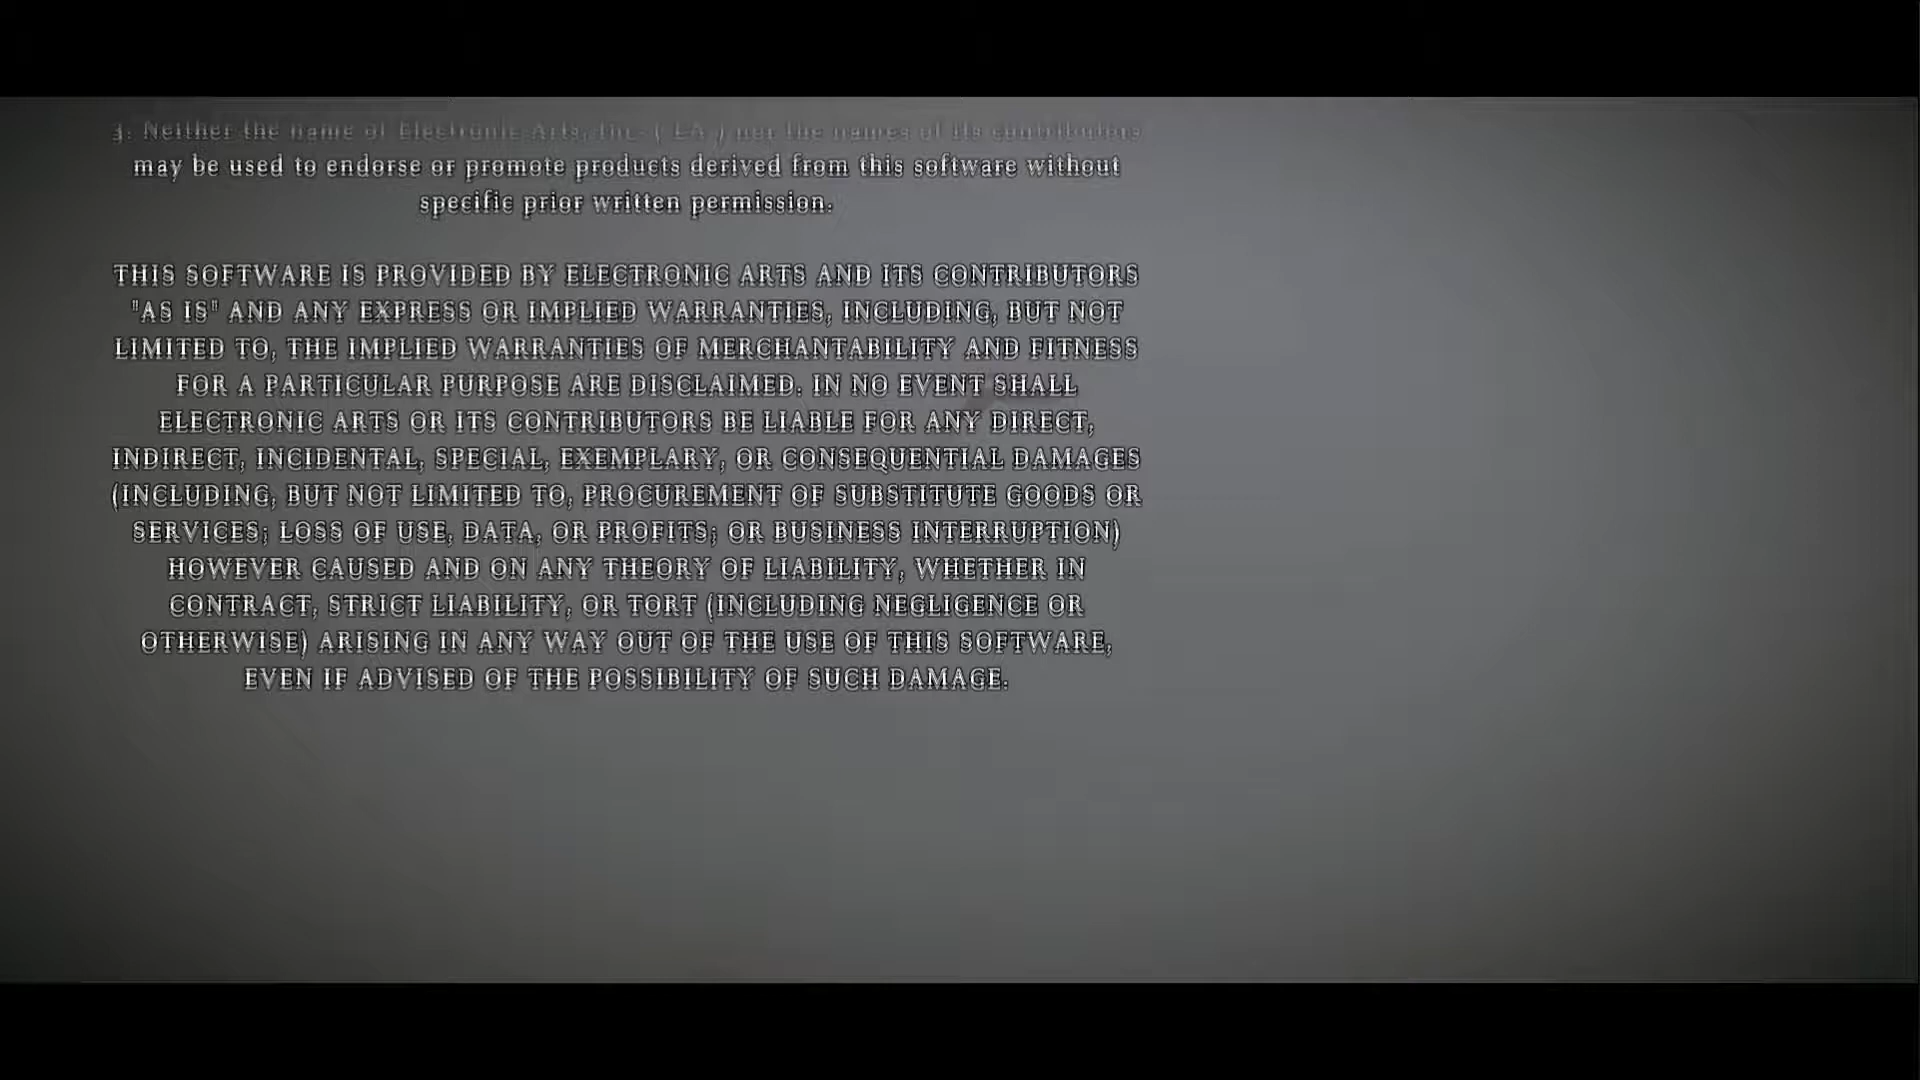 3. Neither the name of Electronic Arts, Inc. ("EA") nor the names of its contributors
may be used to endorse or promote products derived from this software without
specific prior written permission.
THIS SOFTWARE IS PROVIDED BY ELECTRONIC ARTS AND ITS CONTRIBUTORS
"AS IS" AND ANY EXPRESS OR IMPLIED WARRANTIES, INCLUDING, BUT NOT
LIMITED TO, THE IMPLIED WARRANTIES OF MERCHANTABILITY AND FITNESS
FOR A PARTICULAR PURPOSE ARE DISCLAIMED. IN NO EVENT SHALL
ELECTRONIC ARTS OR ITS CONTRIBUTORS BE LIABLE FOR ANY DIRECT,
INDIRECT, INCIDENTAL, SPECIAL, EXEMPLARY, OR CONSEQUENTIAL DAMAGES
(INCLUDING, BUT NOT LIMITED TO, PROCUREMENT OF SUBSTITUTE GOODS OR
SERVICES; LOSS OF USE, DATA, OR PROFITS; OR BUSINESS INTERRUPTION)
HOWEVER CAUSED AND ON ANY THEORY OF LIABILITY, WHETHER IN
CONTRACT, STRICT LIABILITY, OR TORT (INCLUDING NEGLIGENCE OR
OTHERWISE) ARISING IN ANY WAY OUT OF THE USE OF THIS SOFTWARE,
EVEN IF ADVISED OF THE POSSIBILITY OF SUCH DAMAGE.